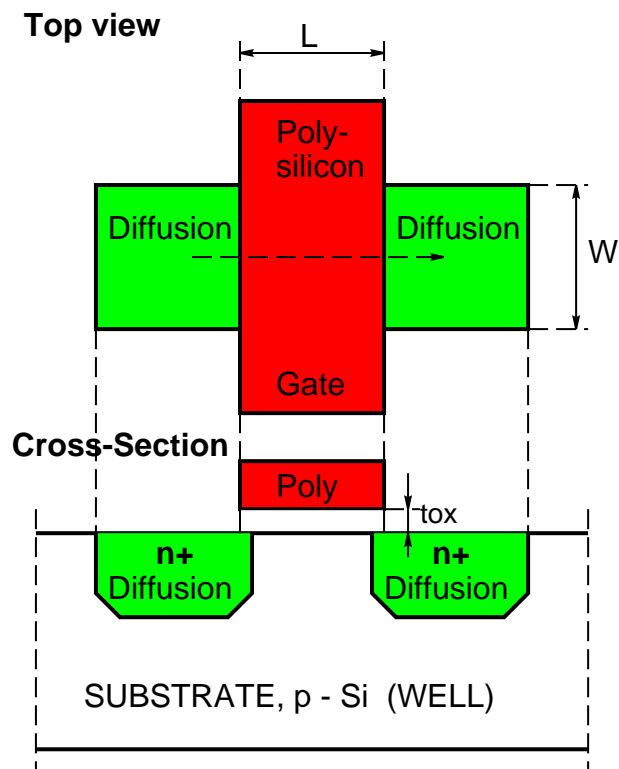 Top view
L
Poly-
silicon
Diffusion
Diffusion
W
Gate
Cross-Section
Poly
tox
n+
Diffusion
n+
Diffusion
SUBSTRATE, p - Si (WELL)